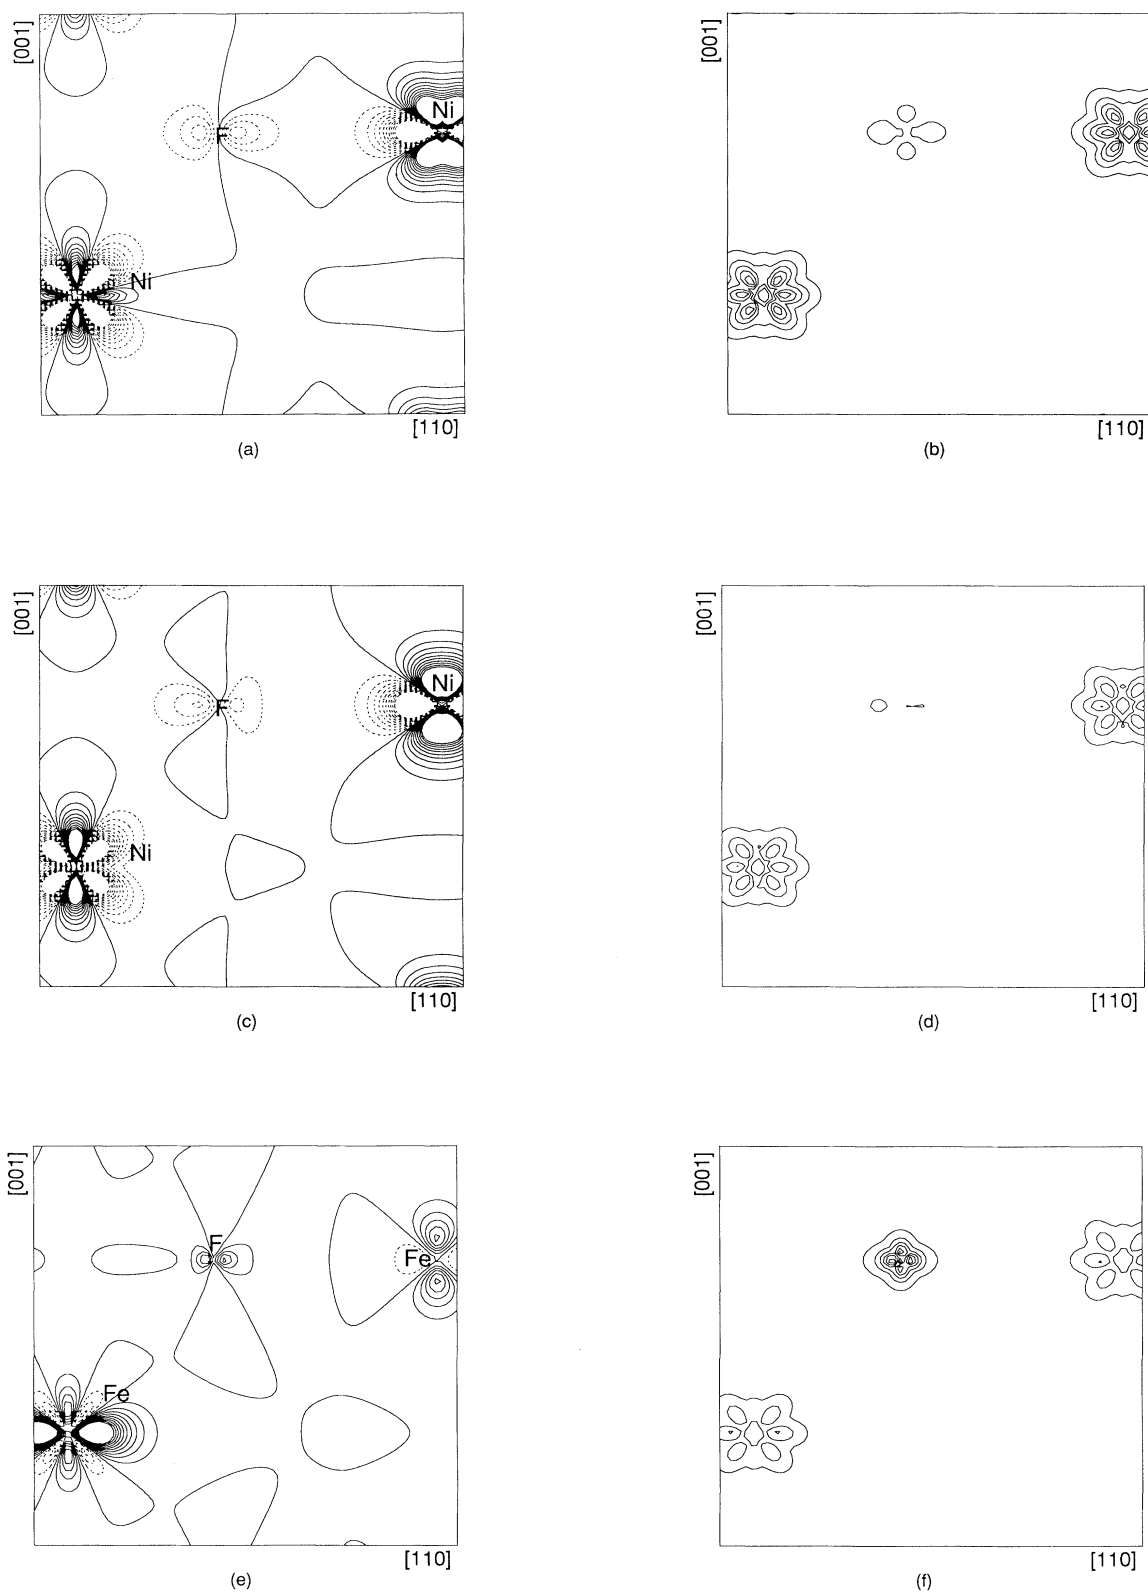 [001]
F
Ni
Ni
[110]
(a)
[001]
[110]
(b)
[001]
F
Ni
Ni
[110]
(c)
[001]
[110]
(d)
[001]
F
Fe
Fe
[110]
(e)
[001]
[110]
(f)